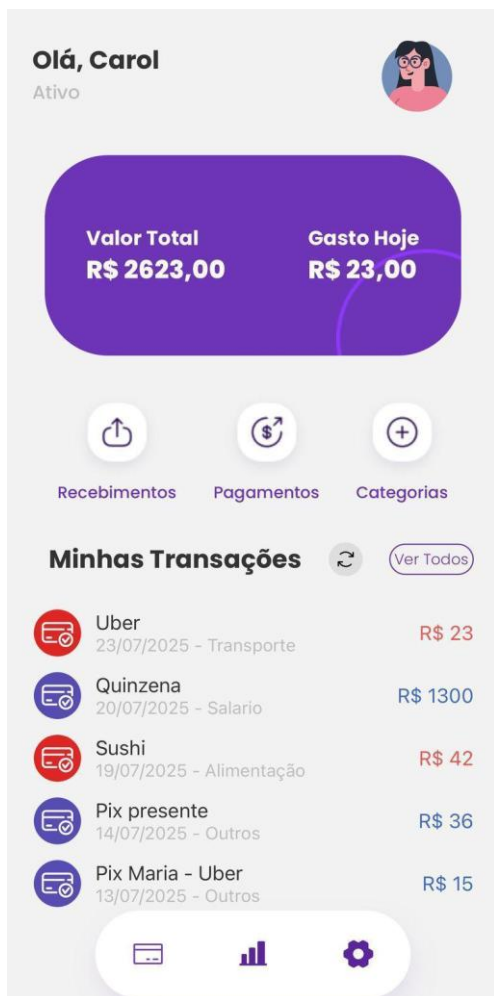 Olá, Carol
Ativo
Valor Total
R$ 2623,00
Gasto Hoje
R$ 23,00
Recebimentos
Pagamentos
Categorias
Minhas Transações
Ver Todos
Uber
23/07/2025 - Transporte
R$ 23
Quinzena
20/07/2025 - Salario
R$ 1300
Sushi
19/07/2025 - Alimentação
R$ 42
Pix presente
14/07/2025 - Outros
R$ 36
Pix Maria - Uber
13/07/2025 - Outros
R$ 15